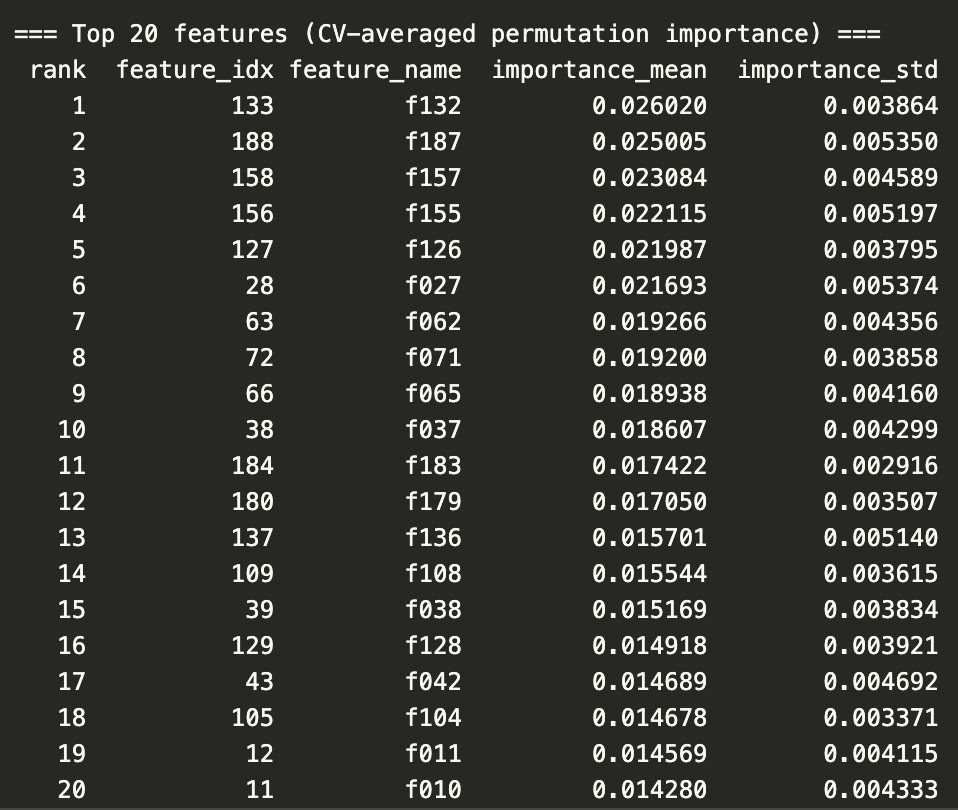 === Top 20 features (CV-averaged permutation importance) ===
rank feature_idx feature_name importance_mean importance_std
1 133 f132 0.026020 0.003864
2 188 f187 0.025005 0.005350
3 158 f157 0.023084 0.004589
4 156 f155 0.022115 0.005197
5 127 f126 0.021987 0.003795
6 28 f027 0.021693 0.005374
7 63 f062 0.019266 0.004356
8 72 f071 0.019200 0.003858
9 66 f065 0.018938 0.004160
10 38 f037 0.018607 0.004299
11 184 f183 0.017422 0.002916
12 180 f179 0.017050 0.003507
13 137 f136 0.015701 0.005140
14 109 f108 0.015544 0.003615
15 39 f038 0.015169 0.003834
16 129 f128 0.014918 0.003921
17 43 f042 0.014689 0.004692
18 105 f104 0.014678 0.003371
19 12 f011 0.014569 0.004115
20 11 f010 0.014280 0.004333